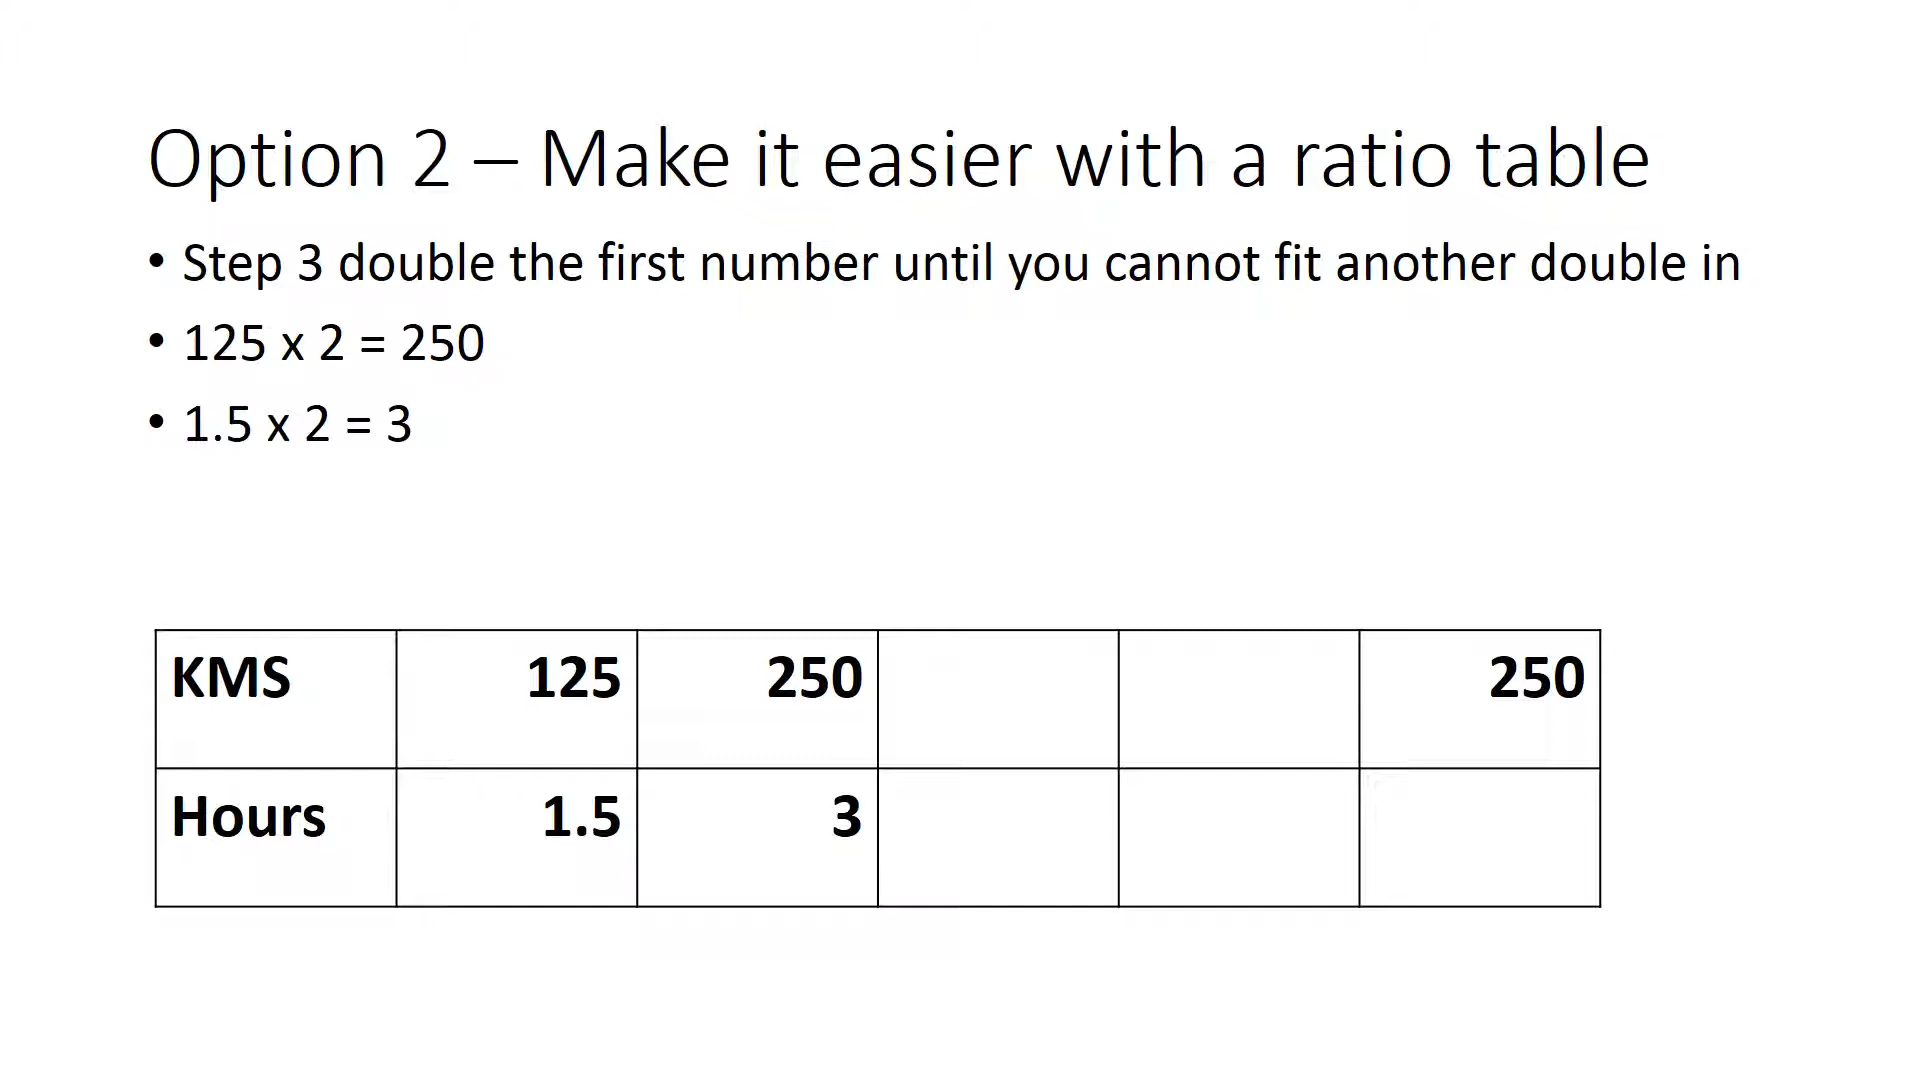 Option 2 – Make it easier with a ratio table
• Step 3 double the first number until you cannot fit another double in
• 125 x 2 = 250
• 1.5 x 2 = 3
KMS 125 250 250
Hours 1.5 3